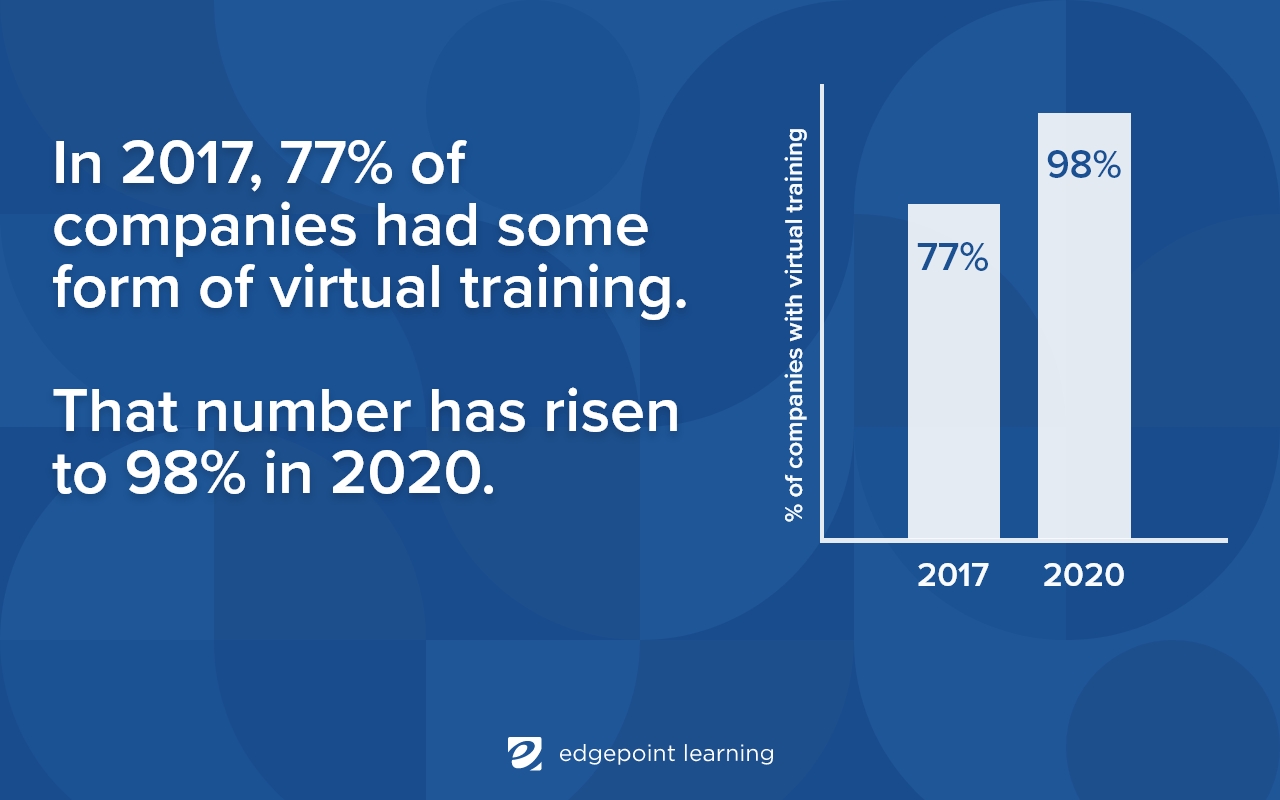 In 2017, 77% of
companies had some
form of virtual training.
That number has risen
to 98% in 2020.
% of companies with virtual training
77%
98%
2017
2020
edgepoint learning